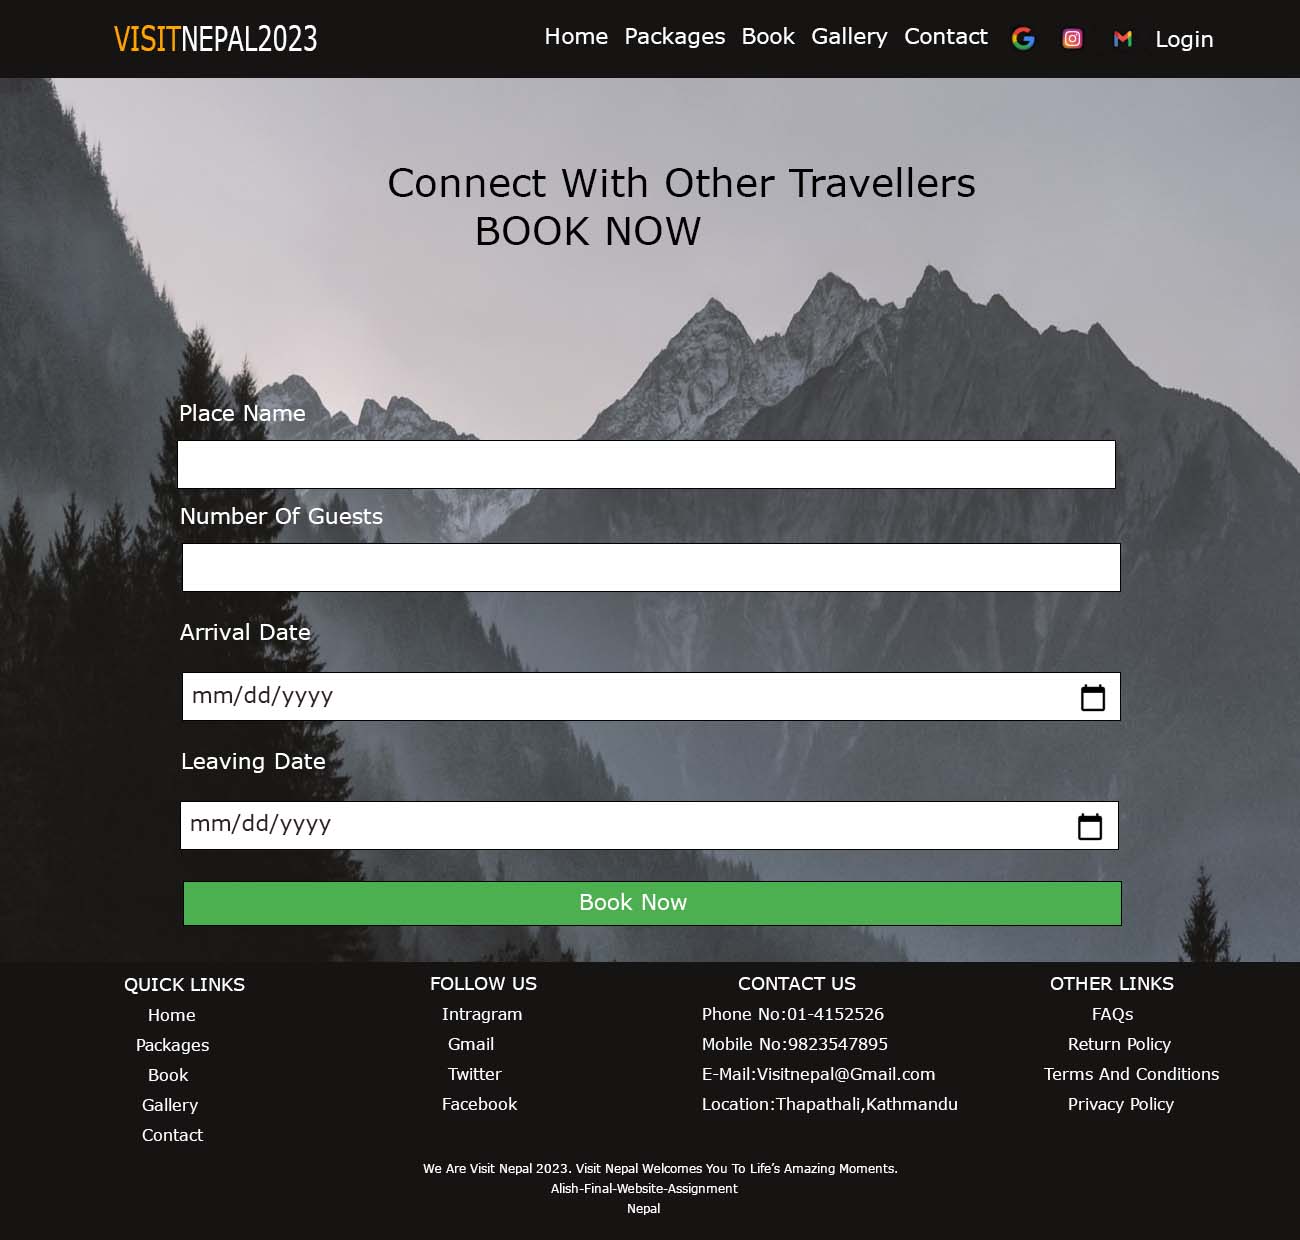 VISITNEPAL2023 Home Packages Book Gallery Contact Login
Connect With Other Travellers
BOOK NOW
Place Name
Number Of Guests
Arrival Date
mm/dd/yyyy
Leaving Date
mm/dd/yyyy
Book Now
QUICK LINKS
Home
Packages
Book
Gallery
Contact
FOLLOW US
Intragram
Gmail
Twitter
Facebook
CONTACT US
Phone No:01-4152526
Mobile No:9823547895
E-Mail:Visitnepal@Gmail.com
Location:Thapathali,Kathmandu
OTHER LINKS
FAQs
Return Policy
Terms And Conditions
Privacy Policy
We Are Visit Nepal 2023. Visit Nepal Welcomes You To Life’s Amazing Moments.
Alish-Final-Website-Assignment
Nepal